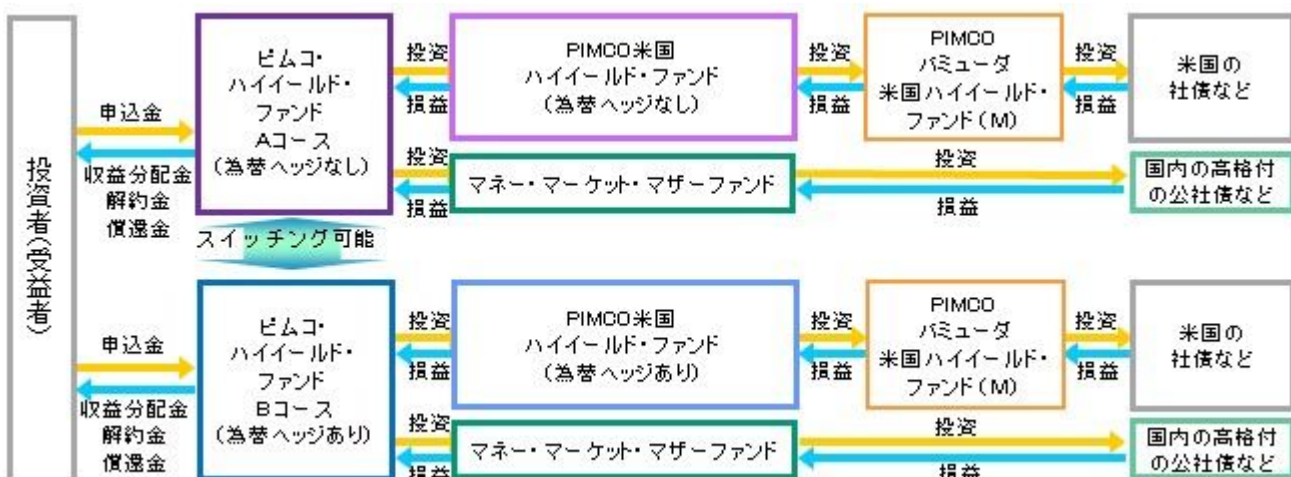 投資者(受益者)
申込金
収益分配金
解約金
償還金
ピムコ・
ハイイールド・
ファンド
Aコース
(為替ヘッジなし)
投資
損益
PIMCO米国
ハイイールド・ファンド
(為替ヘッジなし)
投資
損益
PIMCO
バミューダ
米国ハイイールド・
ファンド(M)
投資
損益
米国の
社債など
投資
損益
マネー・マーケット・マザーファンド
投資
損益
国内の高格付
の公社債など
スイッチング可能
申込金
収益分配金
解約金
償還金
ピムコ・
ハイイールド・
ファンド
Bコース
(為替ヘッジあり)
投資
損益
PIMCO米国
ハイイールド・ファンド
(為替ヘッジあり)
投資
損益
PIMCO
バミューダ
米国ハイイールド・
ファンド(M)
投資
損益
米国の
社債など
投資
損益
マネー・マーケット・マザーファンド
投資
損益
国内の高格付
の公社債など